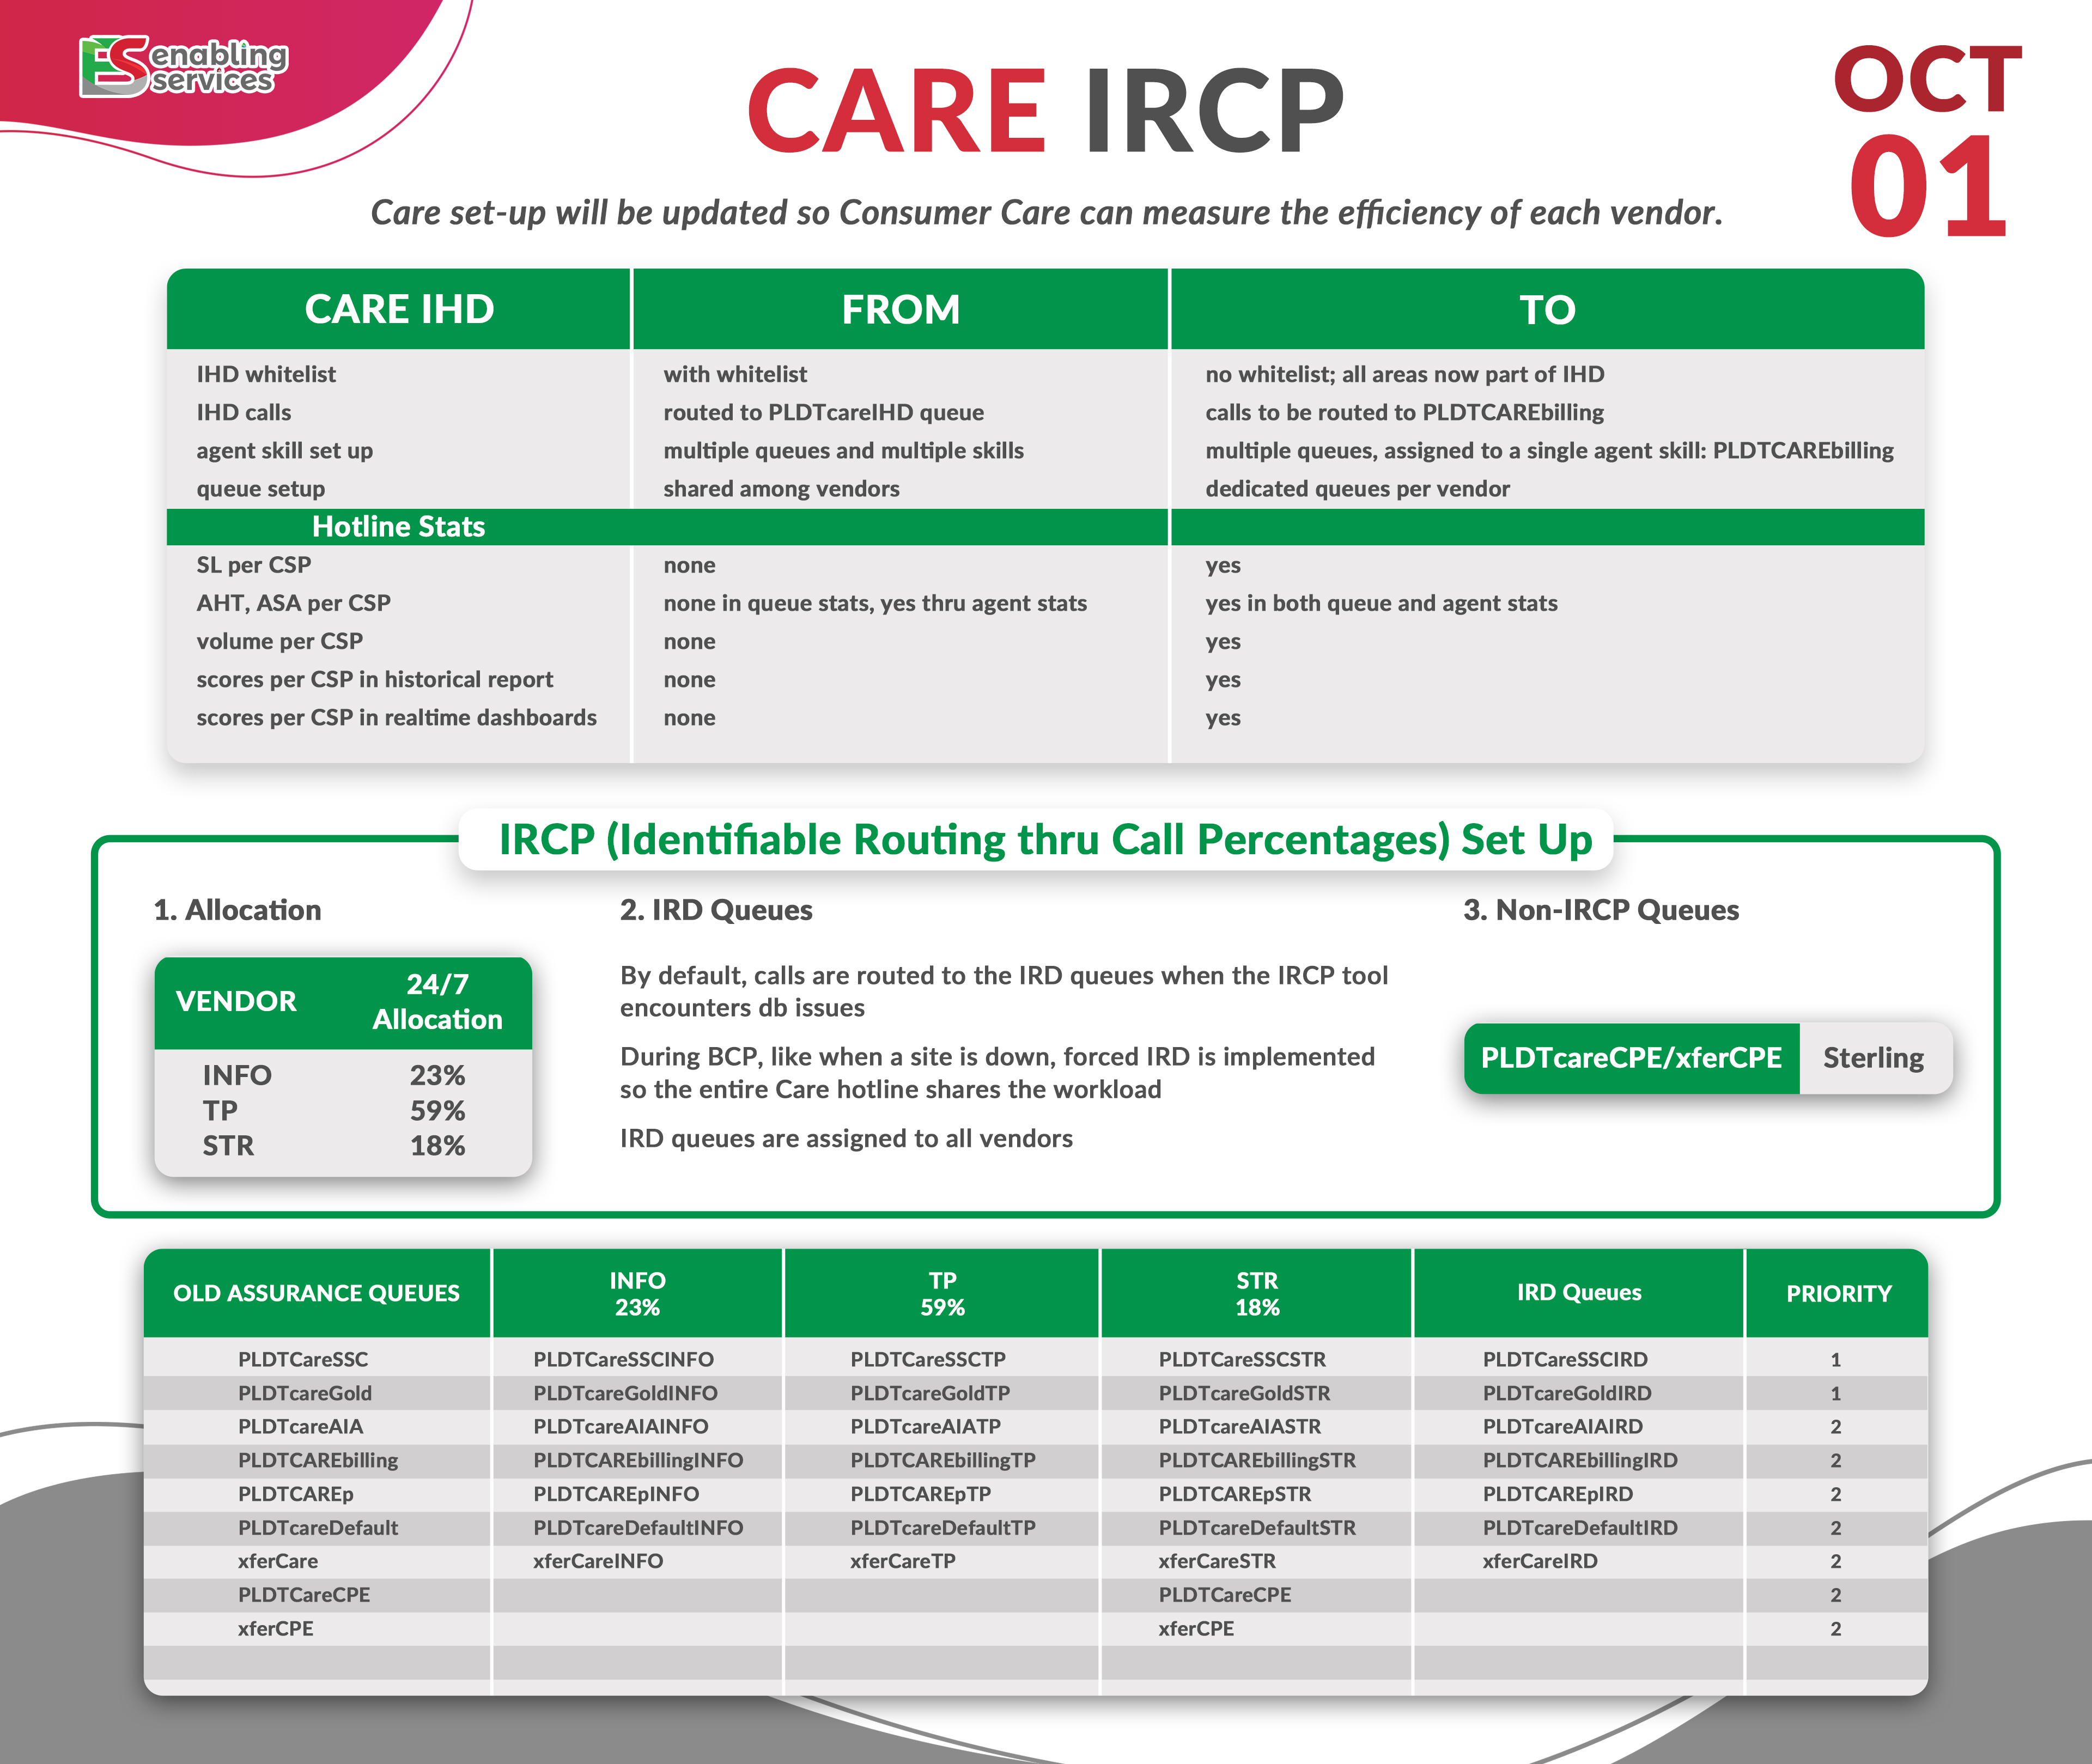 enabling
services
CARE IRCP
OCT
01
Care set-up will be updated so Consumer Care can measure the efficiency of each vendor.
CARE IHD FROM TO
IHD whitelist with whitelist no whitelist; all areas now part of IHD
IHD calls routed to PLDTcareIHD queue calls to be routed to PLDTCAREbilling
agent skill set up multiple queues and multiple skills multiple queues, assigned to a single agent skill: PLDTCAREbilling
queue setup shared among vendors dedicated queues per vendor
Hotline Stats
SL per CSP none yes
AHT, ASA per CSP none in queue stats, yes thru agent stats yes in both queue and agent stats
volume per CSP none yes
scores per CSP in historical report none yes
scores per CSP in realtime dashboards none yes
IRCP (Identifiable Routing thru Call Percentages) Set Up
1. Allocation
VENDOR 24/7 Allocation
INFO 23%
TP 59%
STR 18%
2. IRD Queues
By default, calls are routed to the IRD queues when the IRCP tool
encounters db issues
During BCP, like when a site is down, forced IRD is implemented
so the entire Care hotline shares the workload
IRD queues are assigned to all vendors
3. Non-IRCP Queues
PLDTcareCPE/xferCPE Sterling
OLD ASSURANCE QUEUES INFO 23% TP 59% STR 18% IRD Queues PRIORITY
PLDTCareSSC PLDTCareSSCINFO PLDTCareSSCTP PLDTCareSSCSTR PLDTCareSSCIRD 1
PLDTcareGold PLDTcareGoldINFO PLDTcareGoldTP PLDTcareGoldSTR PLDTcareGoldIRD 1
PLDTcareAIA PLDTcareAIAINFO PLDTcareAIATP PLDTcareAIASTR PLDTcareAIAIRD 2
PLDTCAREbilling PLDTCAREbillingINFO PLDTCAREbillingTP PLDTCAREbillingSTR PLDTCAREbillingIRD 2
PLDTCAREp PLDTCAREpINFO PLDTCAREpTP PLDTCAREpSTR PLDTCAREpIRD 2
PLDTcareDefault PLDTcareDefaultINFO PLDTcareDefaultTP PLDTcareDefaultSTR PLDTcareDefaultIRD 2
xferCare xferCareINFO xferCareTP xferCareSTR xferCareIRD 2
PLDTCareCPE PLDTCareCPE 2
xferCPE xferCPE 2